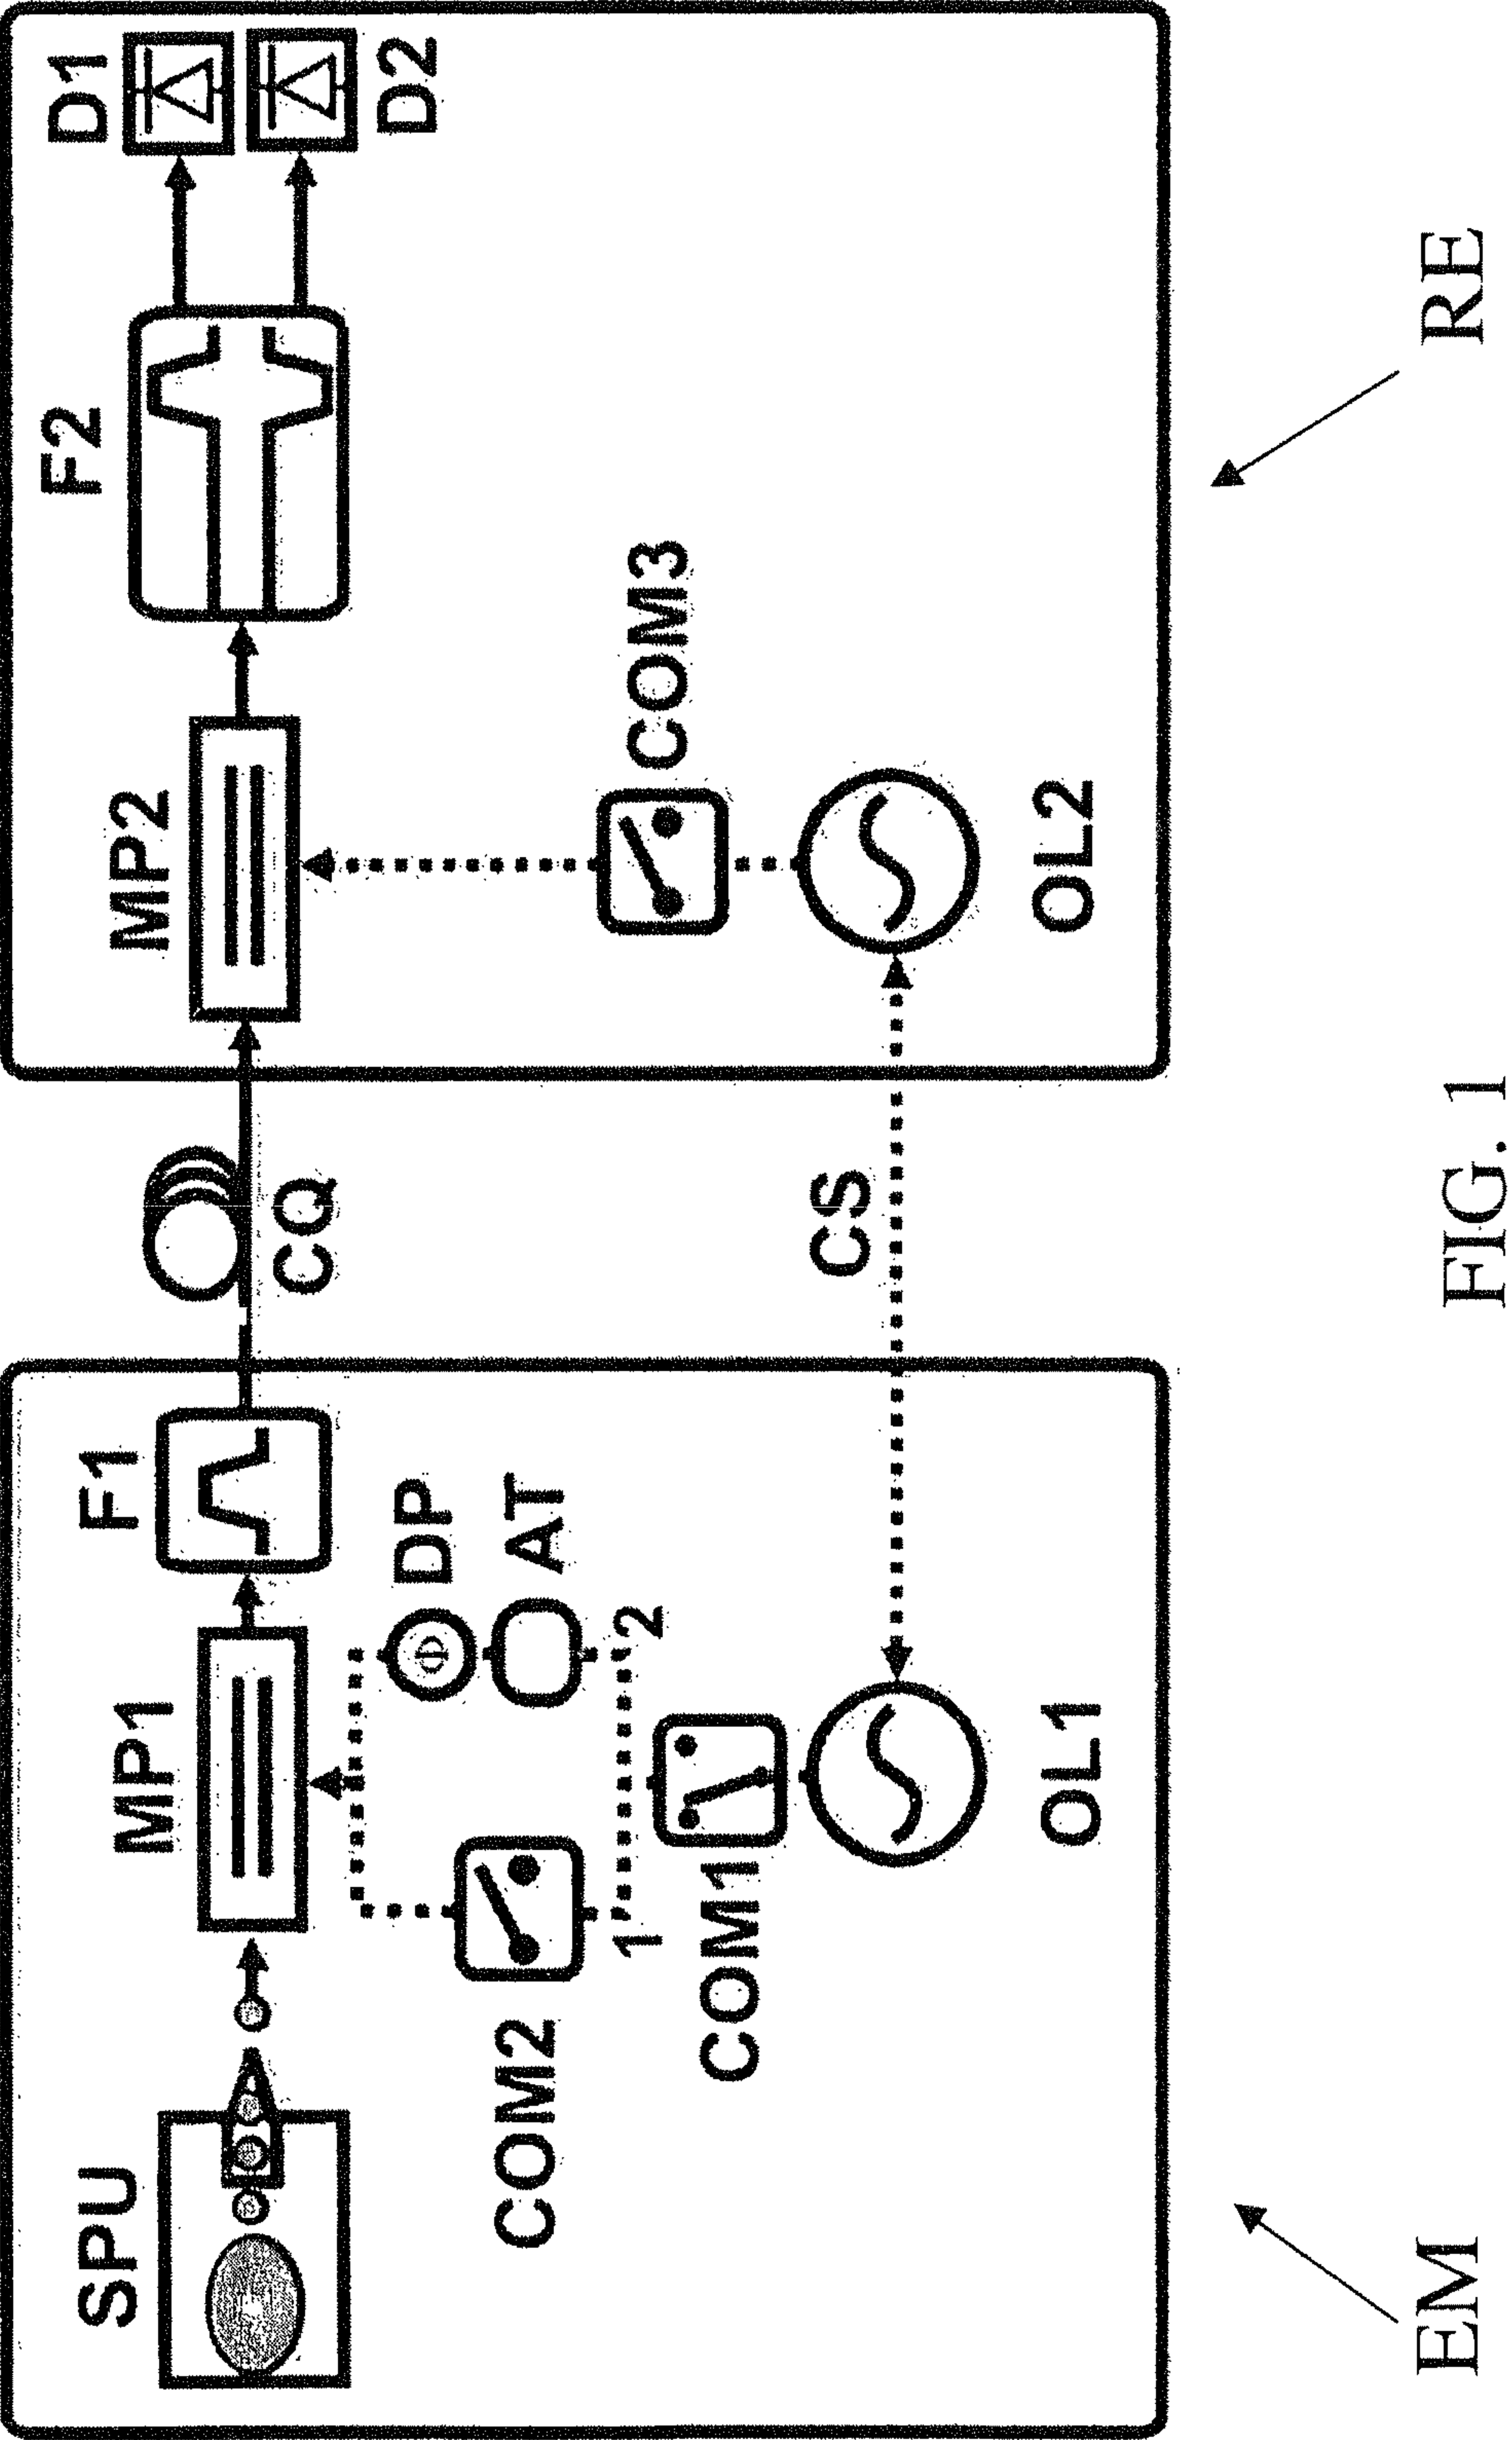 SPU
MP1
F1
CQ
MP2
F2
D1
D2
DP
Φ
AT
COM2
1
2
COM1
OL1
CS
COM3
OL2
EM
RE
FIG. 1